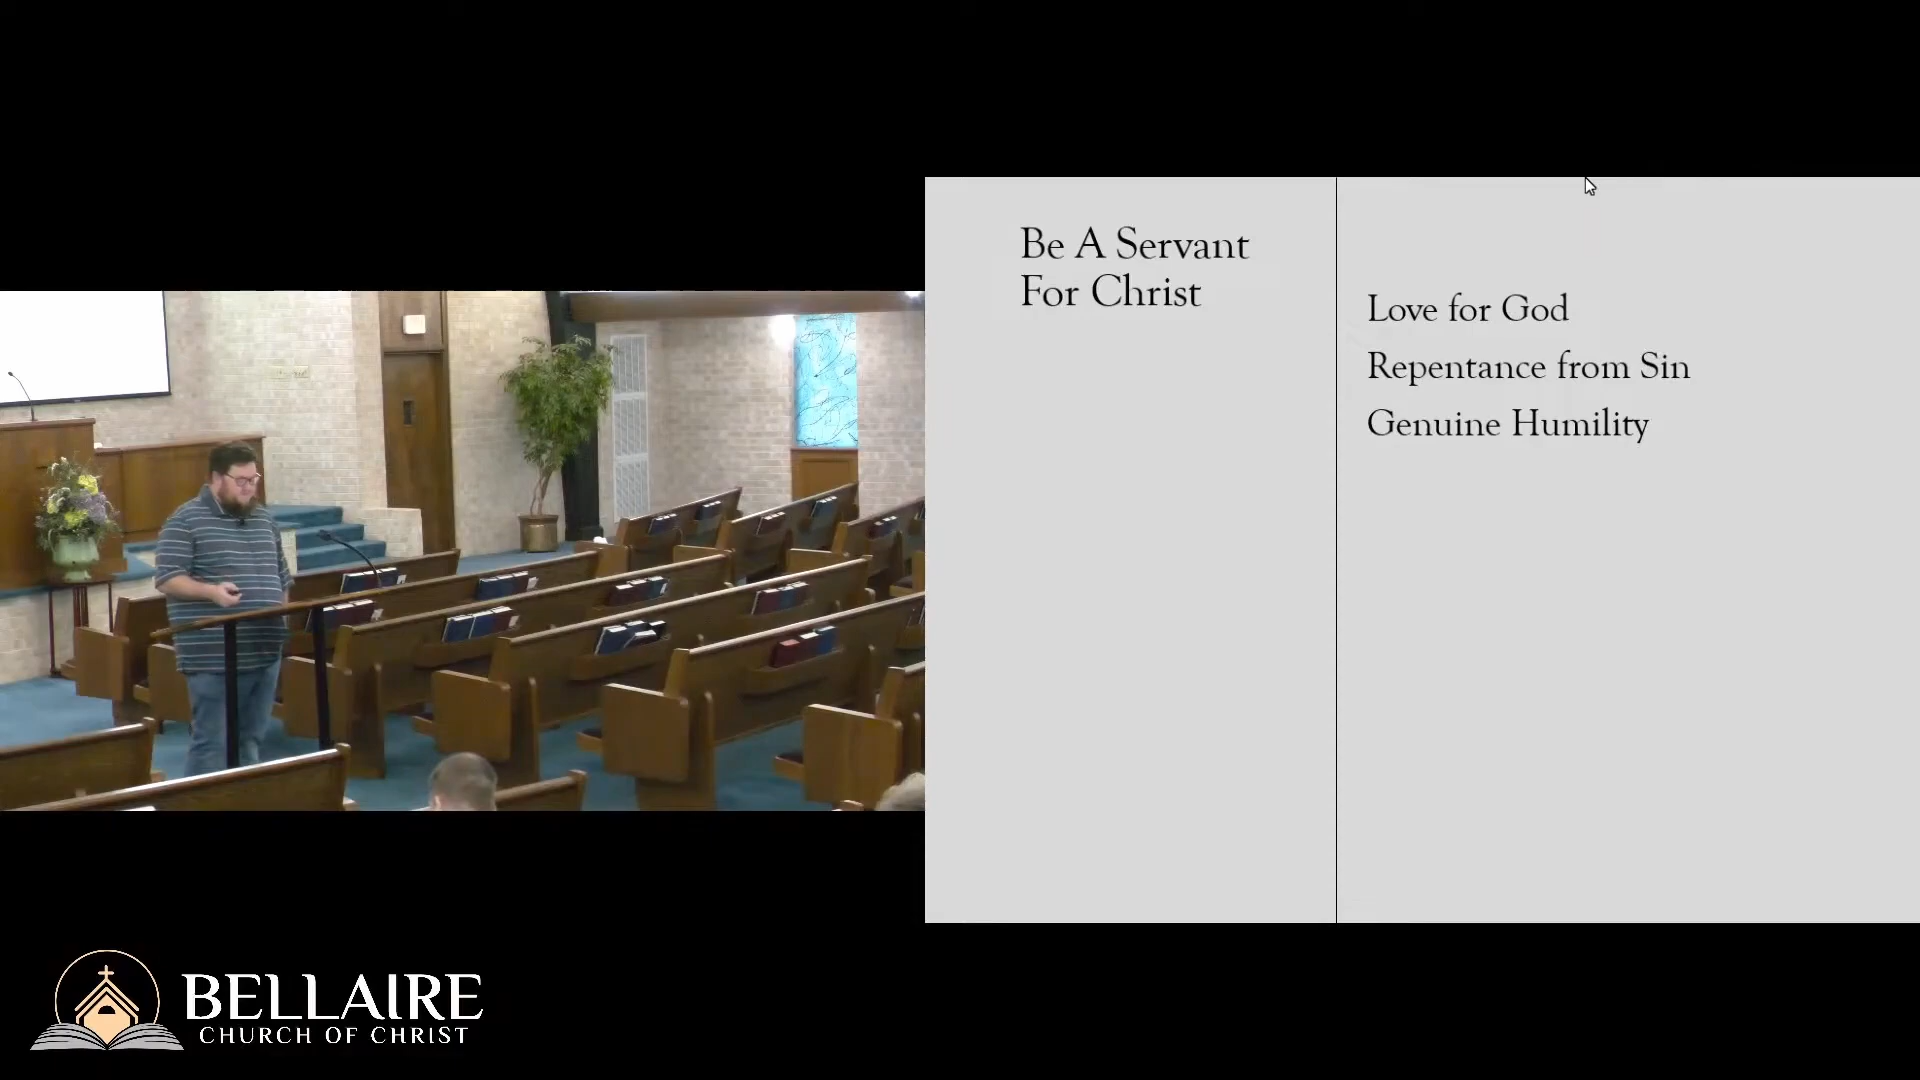 Be A Servant
For Christ
Love for God
Repentance from Sin
Genuine Humility
BELLAIRE
CHURCH OF CHRIST